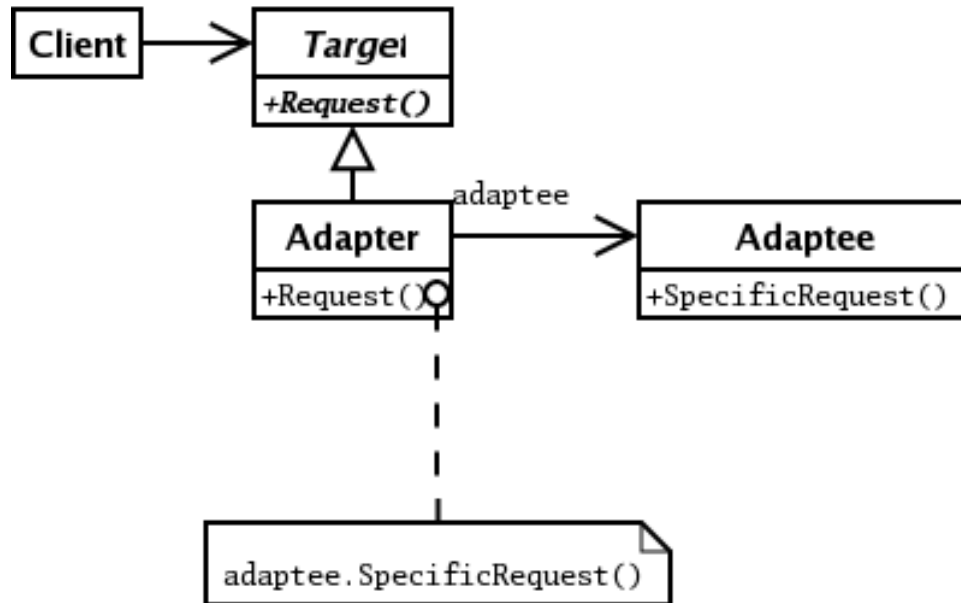 Client
Target
+Request()
adaptee
Adapter
Adaptee
+Request()
+SpecificRequest()
adaptee.SpecificRequest()